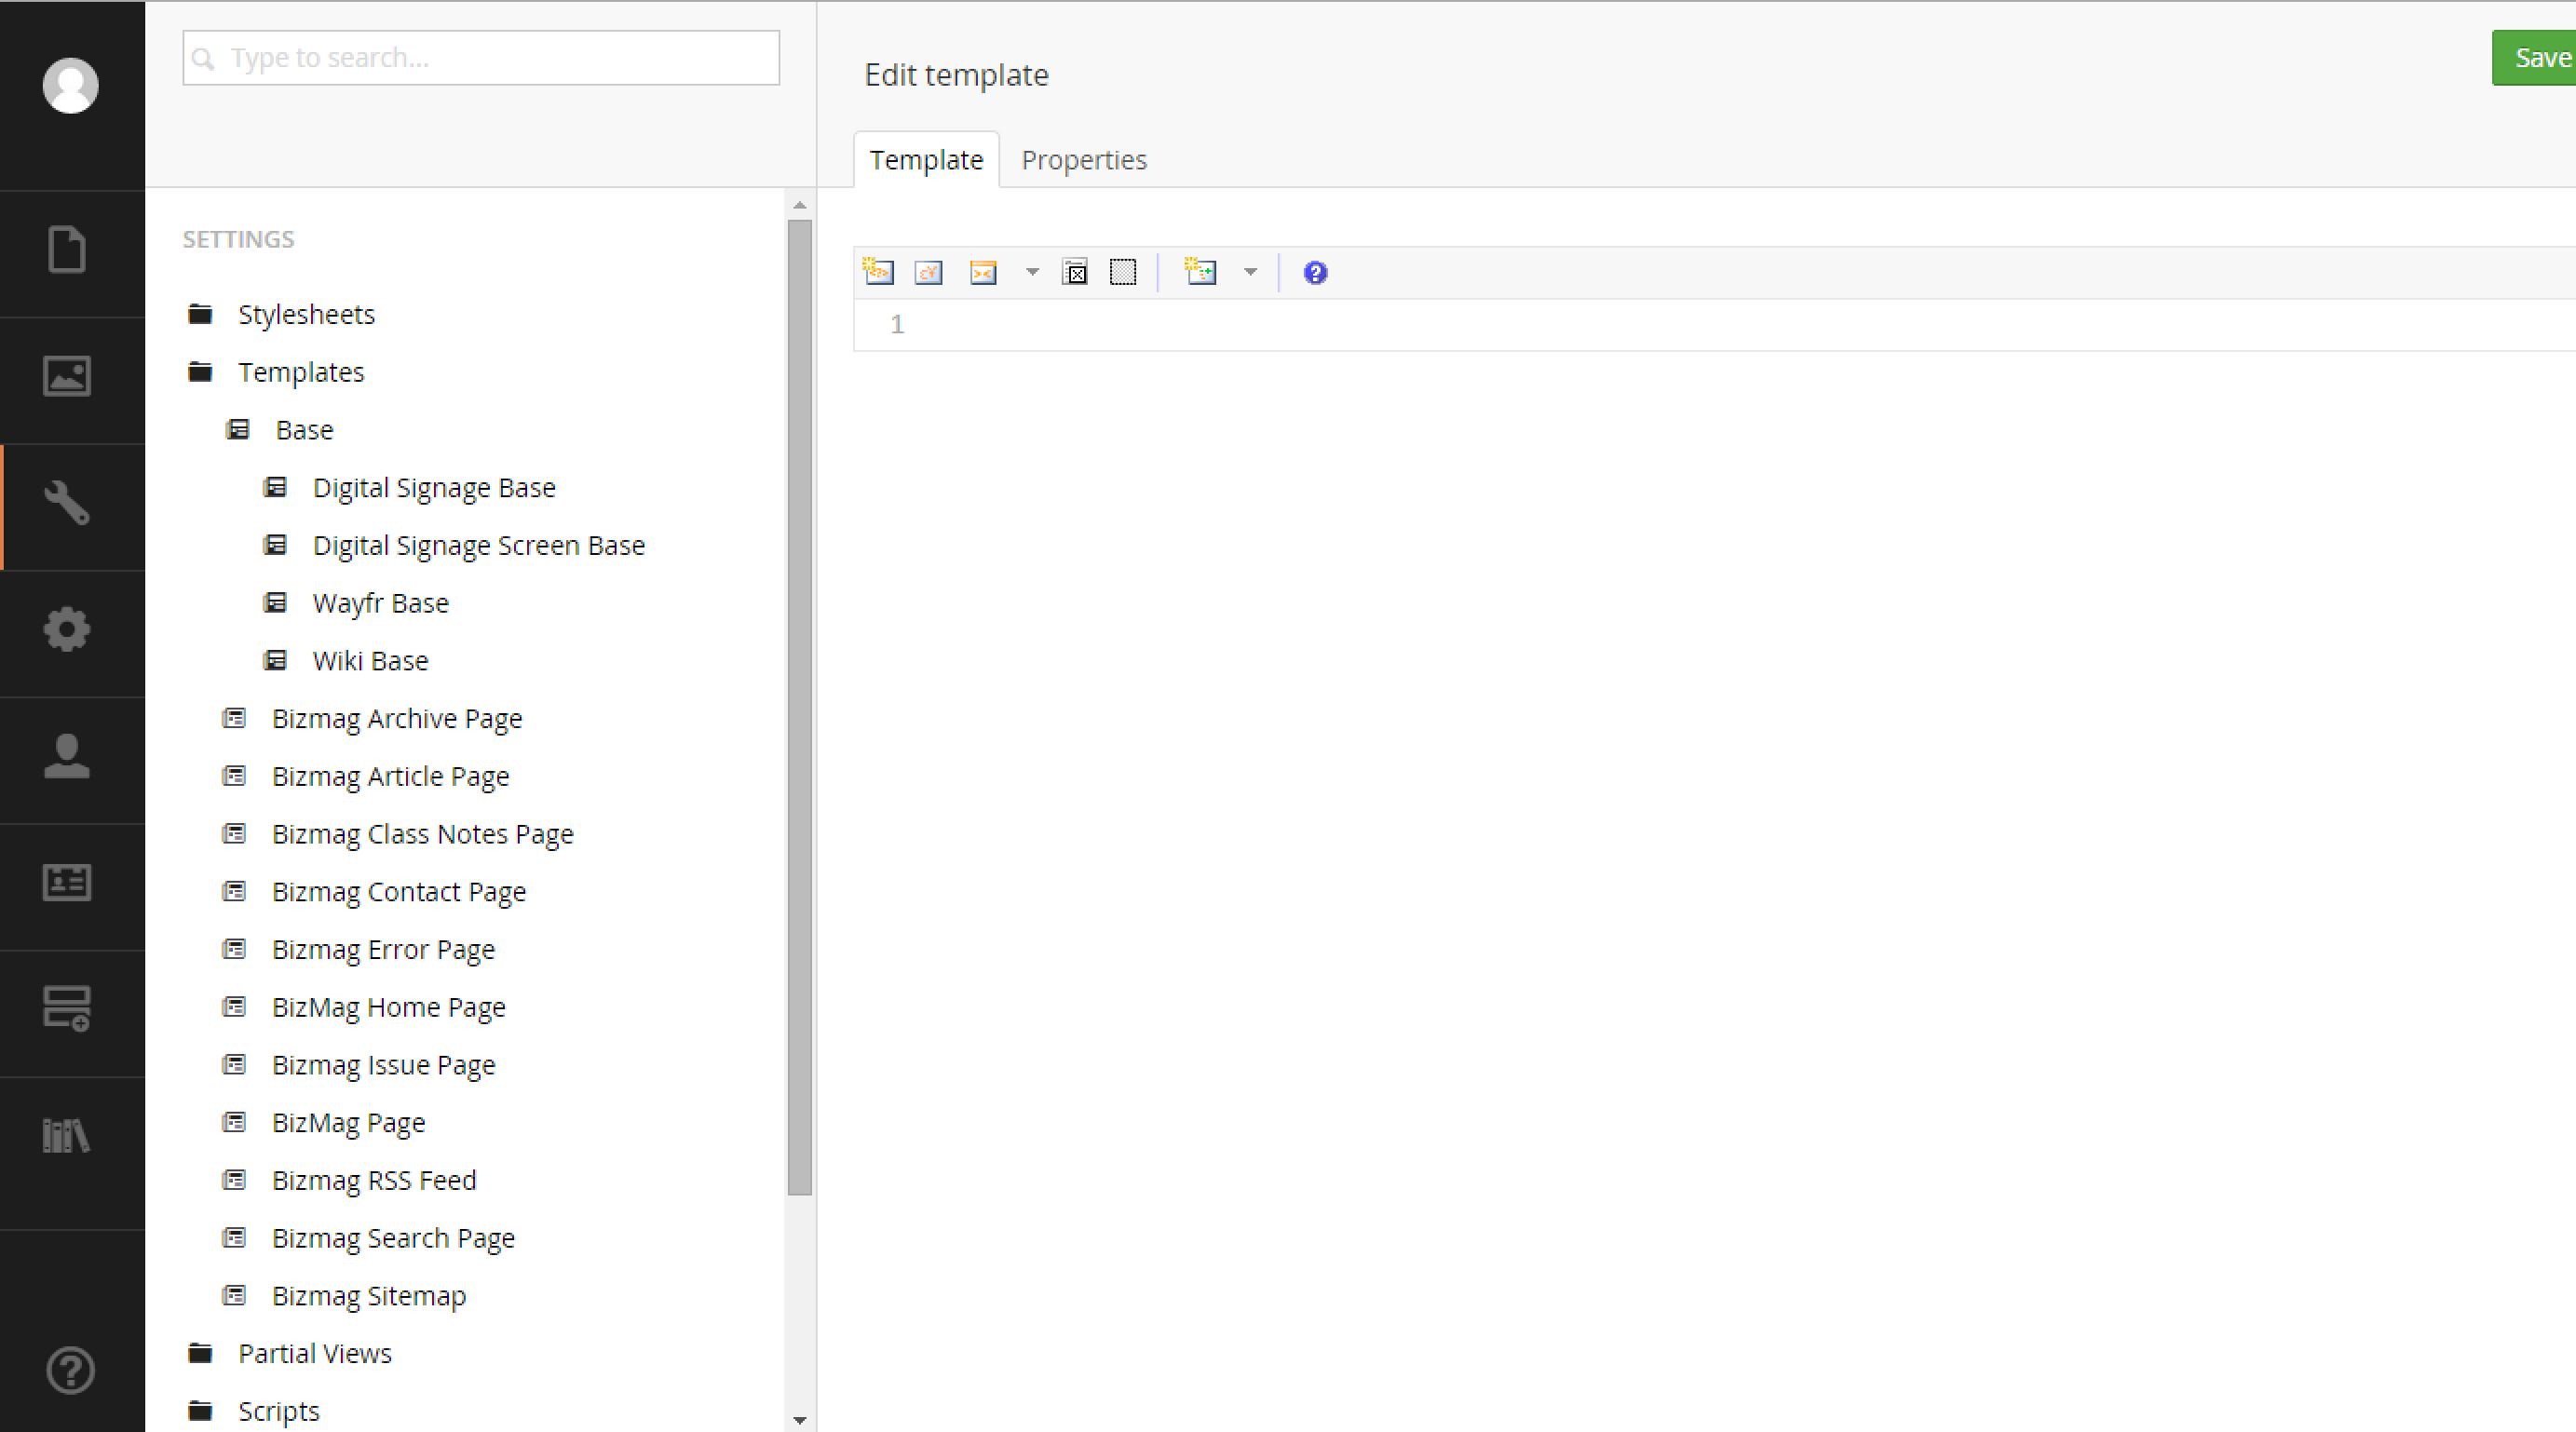 Type to search...
Edit template
Save
Template
Properties
SETTINGS
1
Stylesheets
Templates
Base
Digital Signage Base
Digital Signage Screen Base
Wayfr Base
Wiki Base
Bizmag Archive Page
Bizmag Article Page
Bizmag Class Notes Page
Bizmag Contact Page
Bizmag Error Page
BizMag Home Page
Bizmag Issue Page
BizMag Page
Bizmag RSS Feed
Bizmag Search Page
Bizmag Sitemap
Partial Views
Scripts